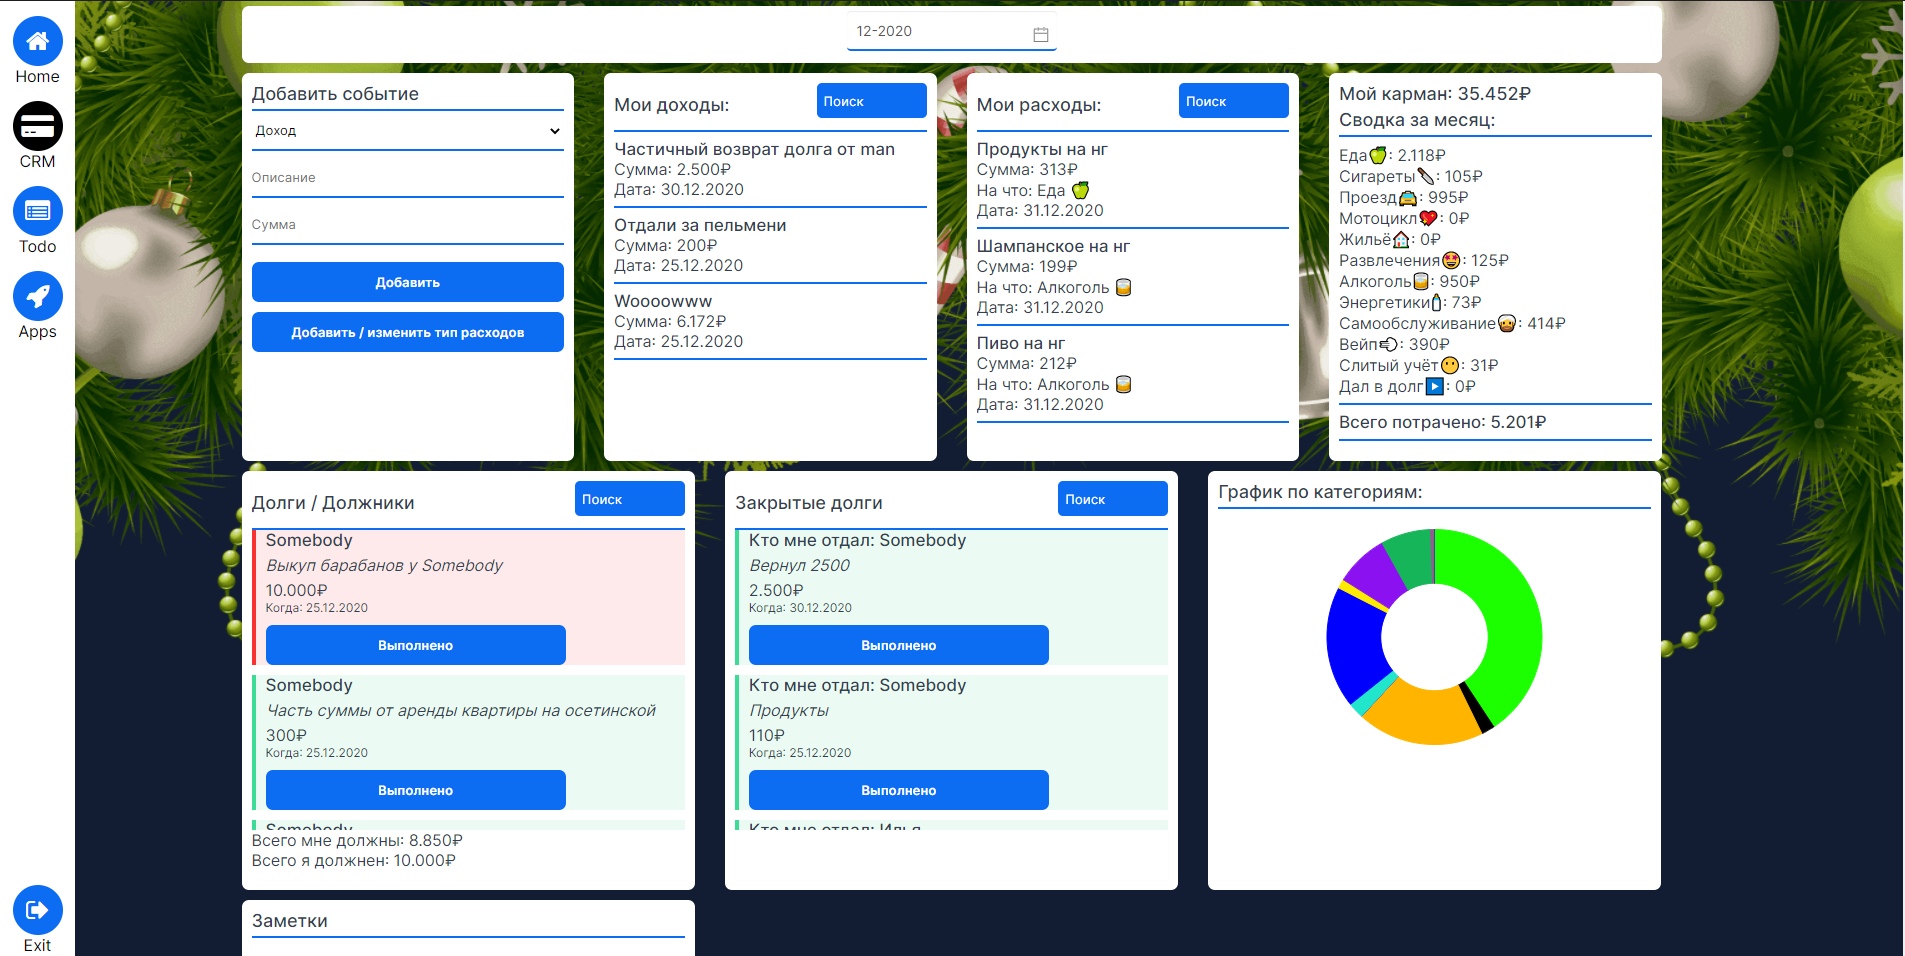 Home
CRM
Todo
Apps
Exit
12-2020
Добавить событие
Доход
Описание
Сумма
Добавить
Добавить / изменить тип расходов
Мои доходы:
Поиск
Частичный возврат долга от man
Сумма: 2.500₽
Дата: 30.12.2020
Отдали за пельмени
Сумма: 200₽
Дата: 25.12.2020
Woooowww
Сумма: 6.172₽
Дата: 25.12.2020
Мои расходы:
Поиск
Продукты на нг
Сумма: 313₽
На что: Еда 🍏
Дата: 31.12.2020
Шампанское на нг
Сумма: 199₽
На что: Алкоголь 🥃
Дата: 31.12.2020
Пиво на нг
Сумма: 212₽
На что: Алкоголь 🥃
Дата: 31.12.2020
Мой карман: 35.452₽
Сводка за месяц:
Еда🍏: 2.118₽
Сигареты🔪: 105₽
Проезд🚖: 995₽
Мотоцикл💖: 0₽
Жильё🏠: 0₽
Развлечения🤩: 125₽
Алкоголь🥃: 950₽
Энергетики🍼: 73₽
Самообслуживание🧔: 414₽
Вейп💨: 390₽
Слитый учёт😶: 31₽
Дал в долг▶️: 0₽
Всего потрачено: 5.201₽
Долги / Должники
Поиск
Somebody
Выкуп барабанов у Somebody
10.000₽
Когда: 25.12.2020
Выполнено
Somebody
Часть суммы от аренды квартиры на осетинской
300₽
Когда: 25.12.2020
Выполнено
Somebody
Всего мне должны: 8.850₽
Всего я должен: 10.000₽
Закрытые долги
Поиск
Кто мне отдал: Somebody
Вернул 2500
2.500₽
Когда: 30.12.2020
Выполнено
Кто мне отдал: Somebody
Продукты
110₽
Когда: 25.12.2020
Выполнено
Кто мне отдал: Илья
График по категориям:
Заметки